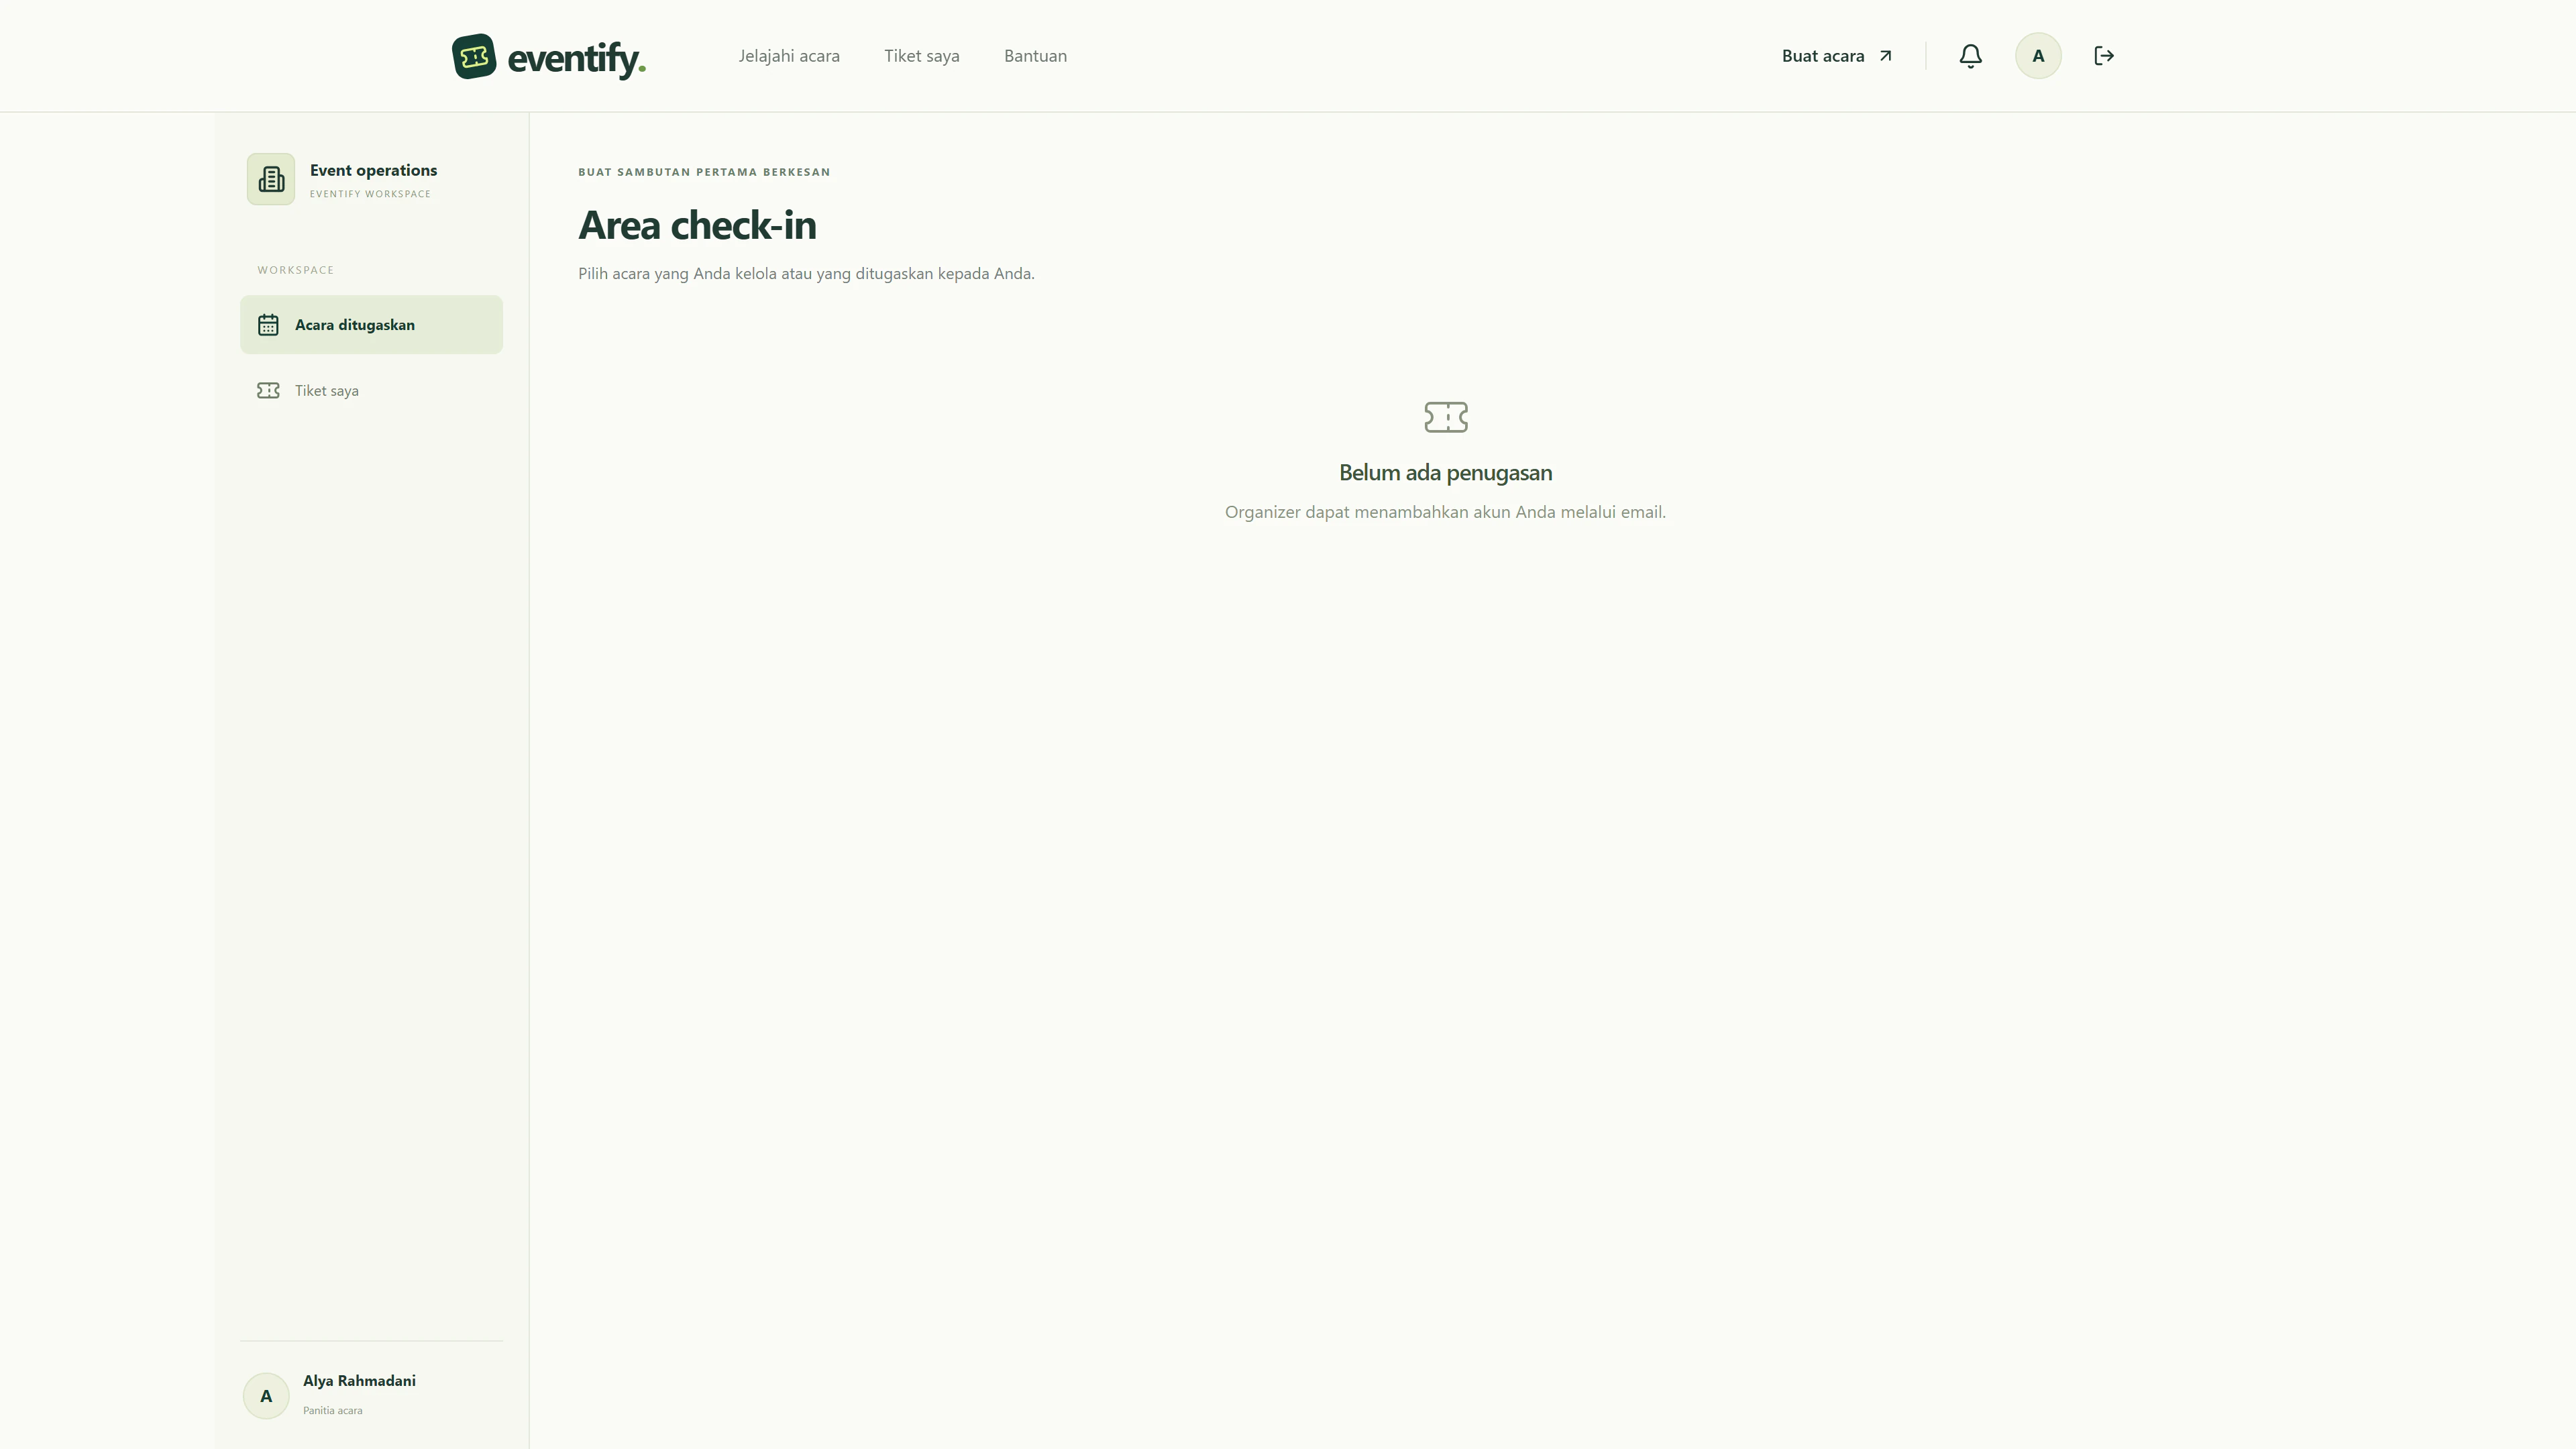 eventify.
Jelajahi acara
Tiket saya
Bantuan
Buat acara
A
Event operations
EVENTIFY WORKSPACE
WORKSPACE
Acara ditugaskan
Tiket saya
BUAT SAMBUTAN PERTAMA BERKESAN
Area check-in
Pilih acara yang Anda kelola atau yang ditugaskan kepada Anda.
Belum ada penugasan
Organizer dapat menambahkan akun Anda melalui email.
A
Alya Rahmadani
Panitia acara